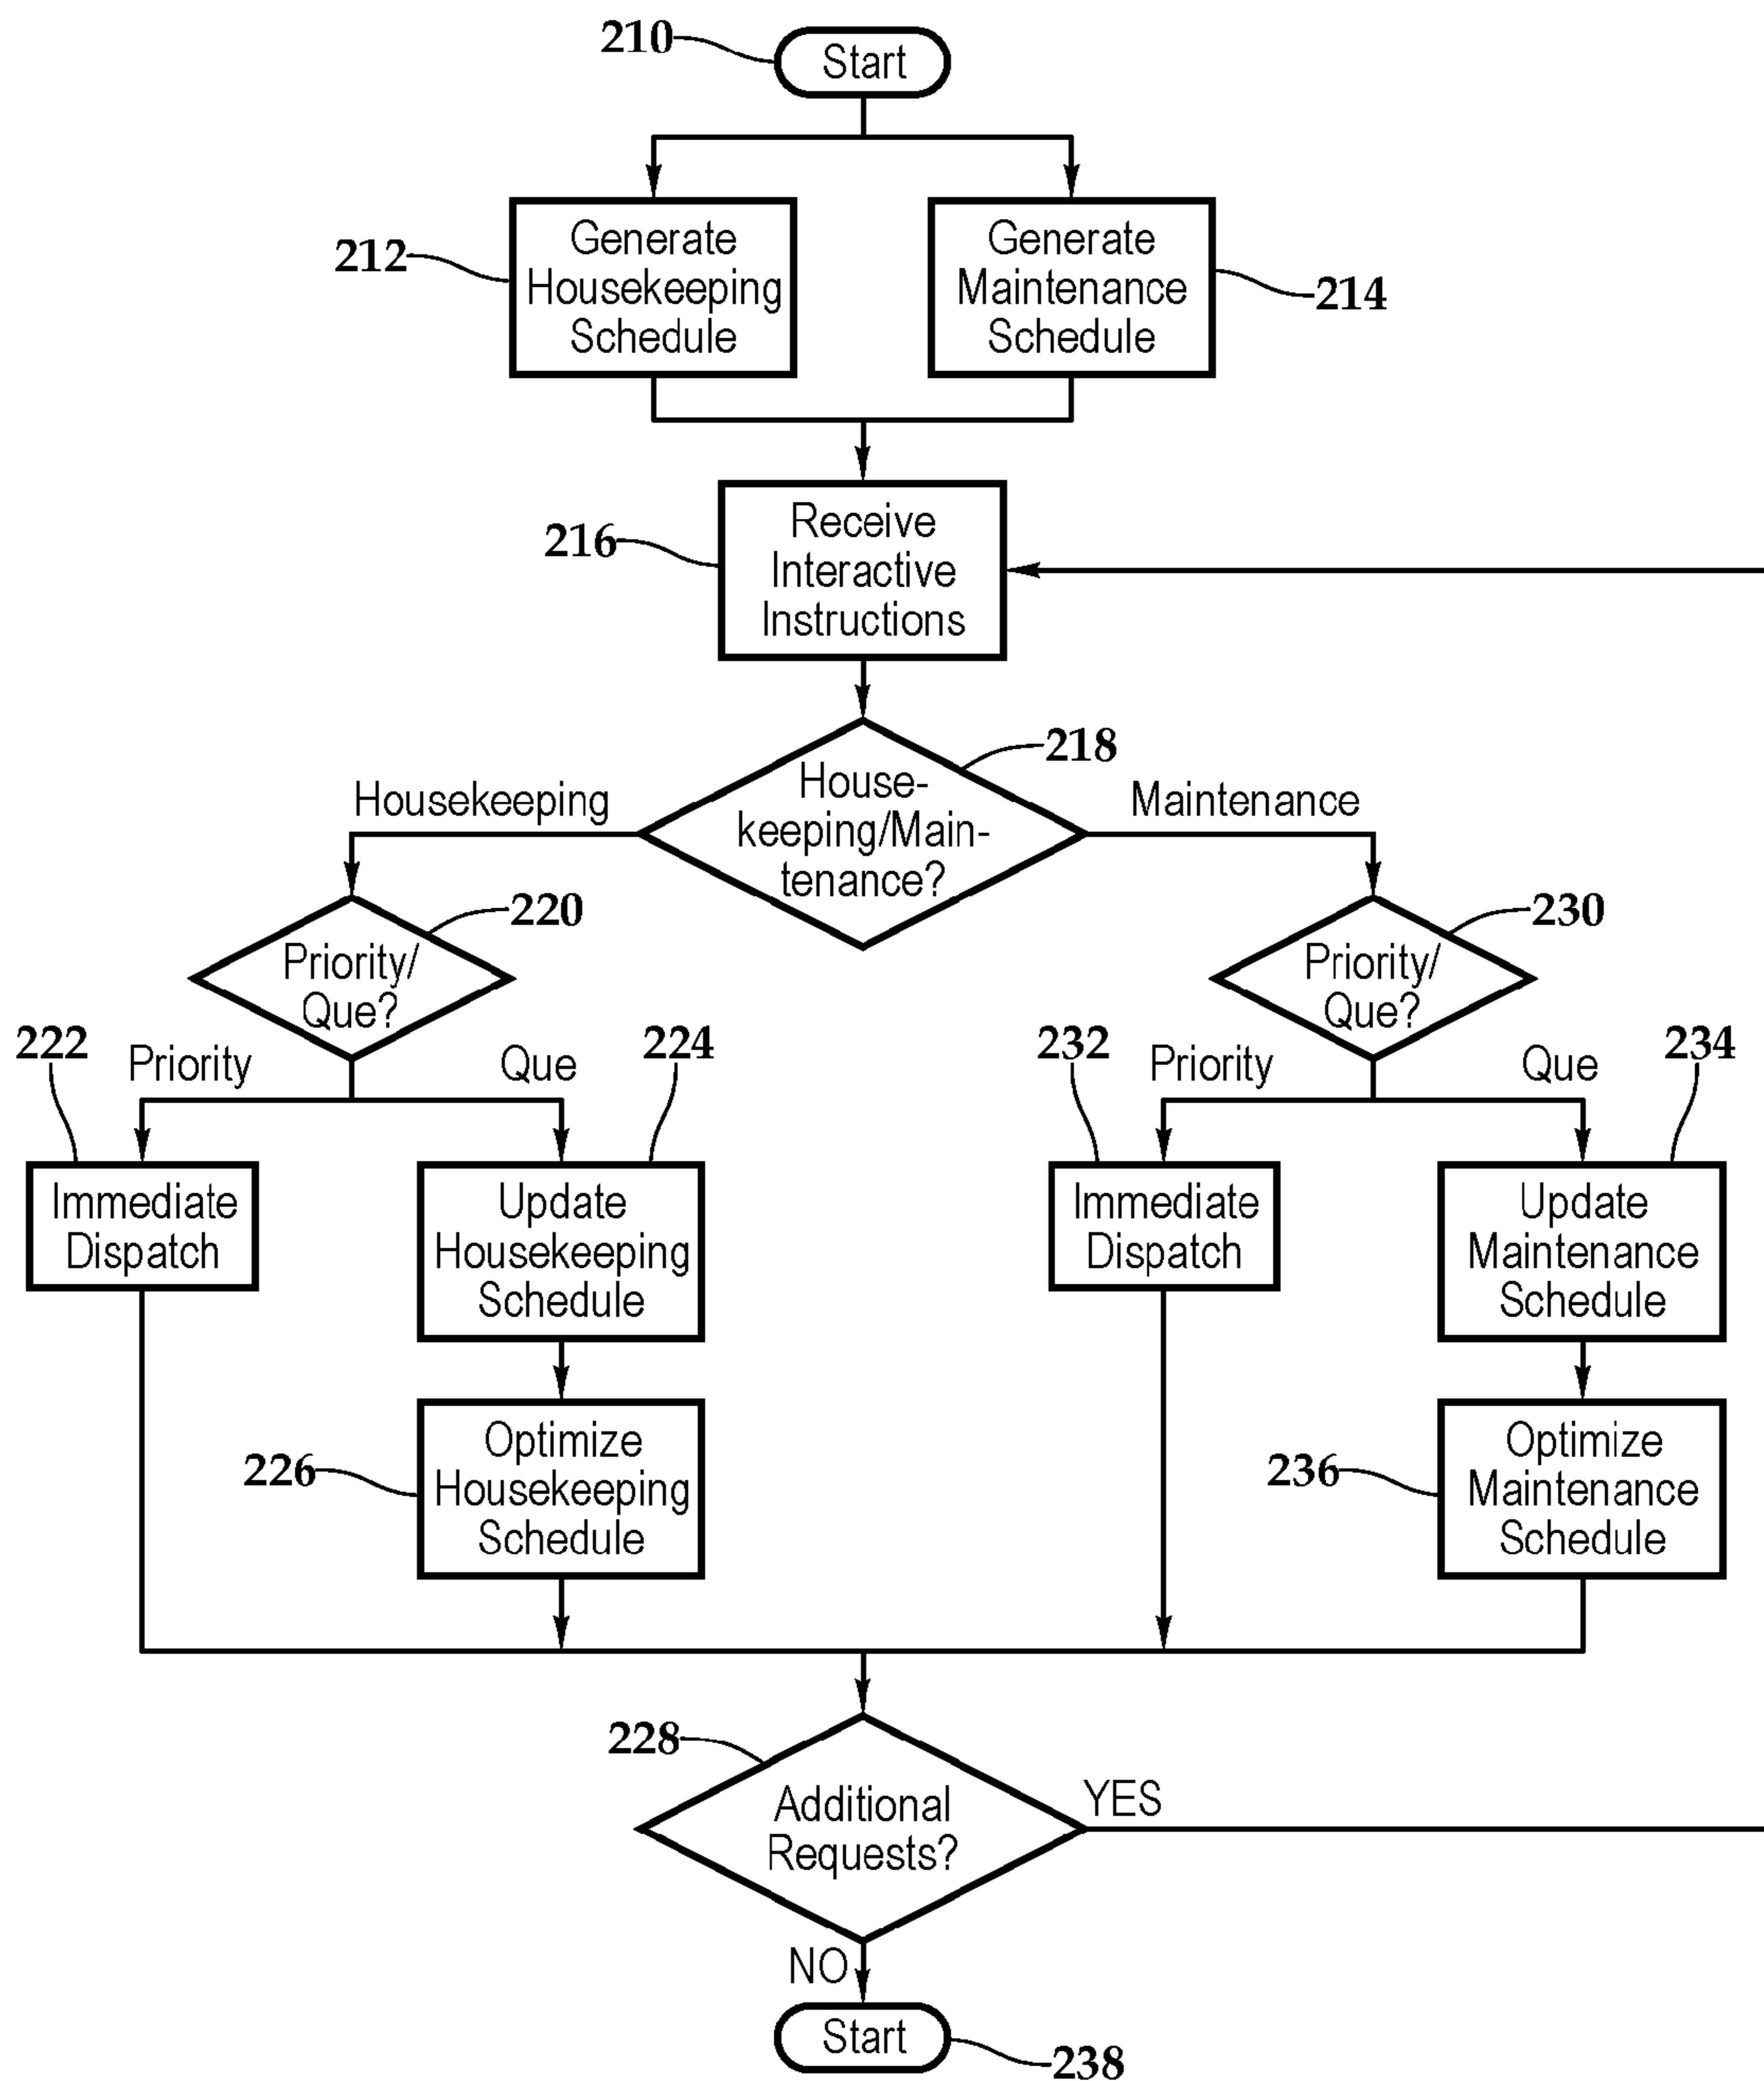 210
Start
212
Generate
Housekeeping
Schedule
Generate
Maintenance
Schedule
214
216
Receive
Interactive
Instructions
218
Housekeeping
House-
keeping/Main-
tenance?
Maintenance
220
Priority/
Que?
230
Priority/
Que?
222
Priority
Que
224
232
Priority
Que
234
Immediate
Dispatch
Update
Housekeeping
Schedule
Immediate
Dispatch
Update
Maintenance
Schedule
226
Optimize
Housekeeping
Schedule
236
Optimize
Maintenance
Schedule
228
Additional
Requests?
YES
NO
Start
238